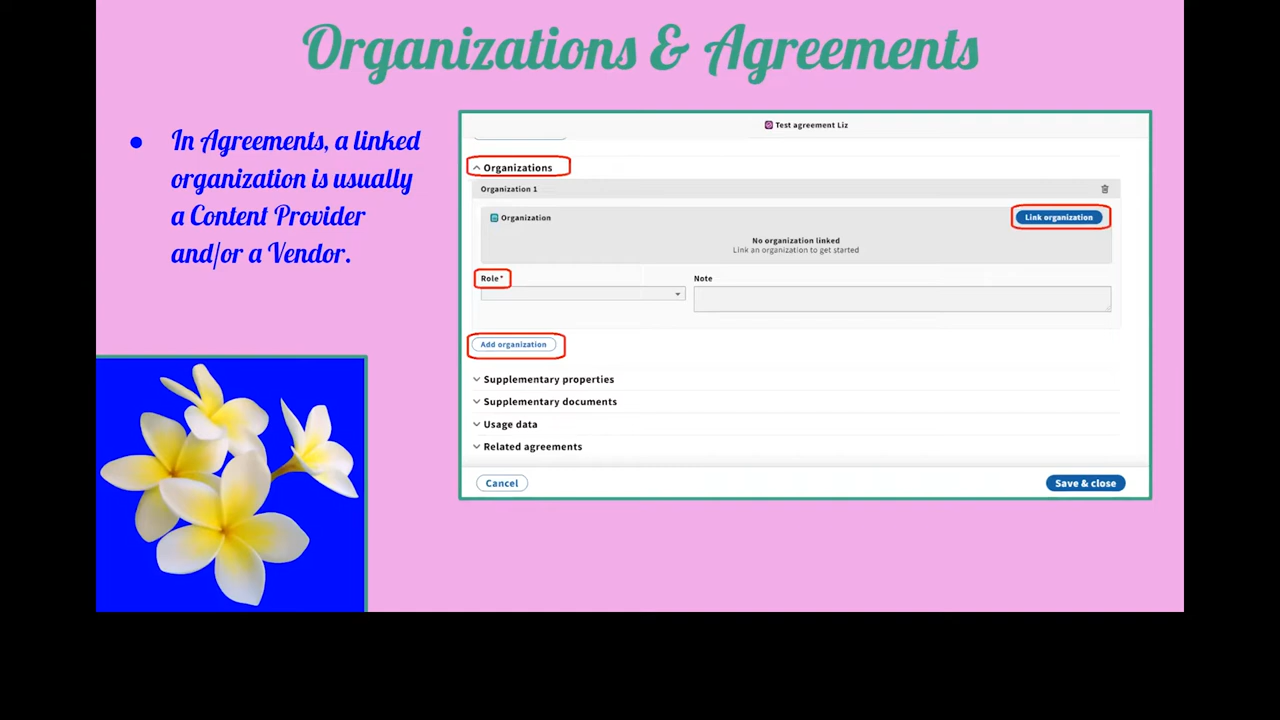 Organizations & Agreements
● In Agreements, a linked
organization is usually
a Content Provider
and/or a Vendor.
Test agreement Liz
Organizations
Organization 1
Organization
Link organization
No organization linked
Link an organization to get started
Role*
Note
Add organization
Supplementary properties
Supplementary documents
Usage data
Related agreements
Cancel
Save & close